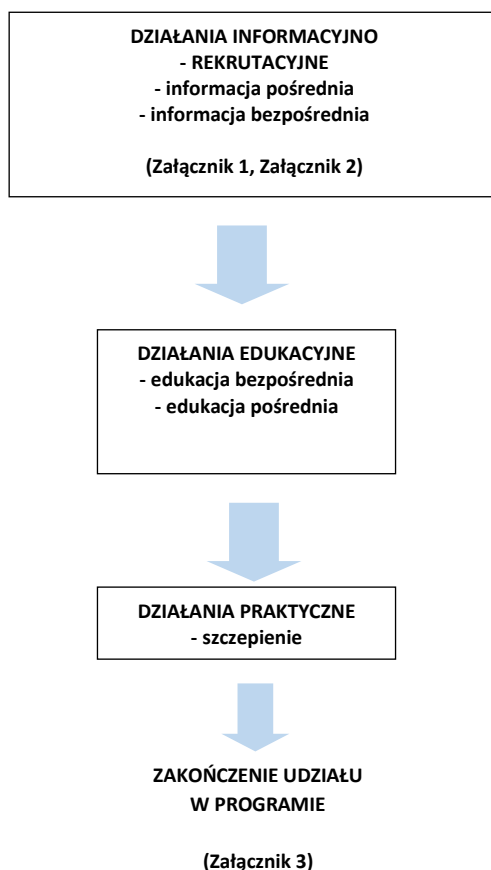 DZIAŁANIA INFORMACYJNO
- REKRUTACYJNE
- informacja pośrednia
- informacja bezpośrednia
(Załącznik 1, Załącznik 2)
DZIAŁANIA EDUKACYJNE
- edukacja bezpośrednia
- edukacja pośrednia
DZIAŁANIA PRAKTYCZNE
- szczepienie
ZAKOŃCZENIE UDZIAŁU
W PROGRAMIE
(Załącznik 3)